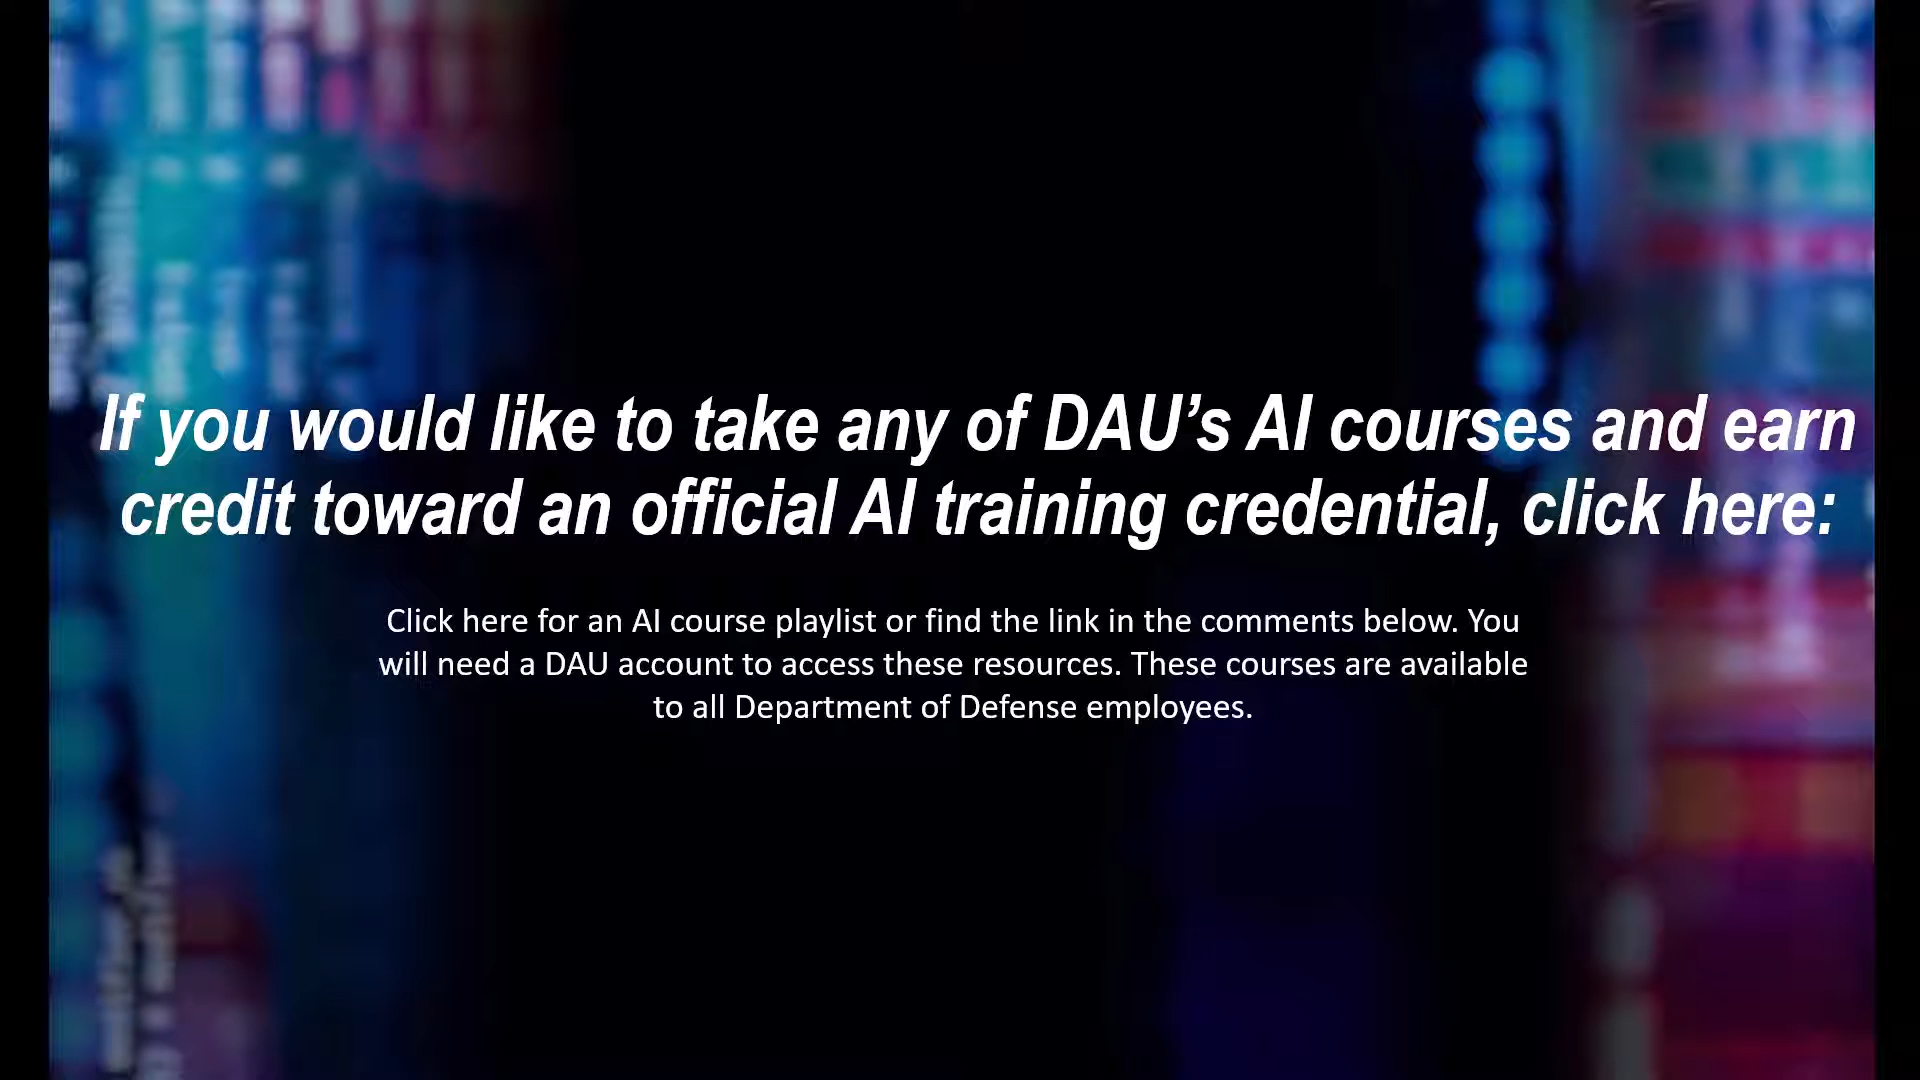 If you would like to take any of DAU’s AI courses and earn
credit toward an official AI training credential, click here:
Click here for an AI course playlist or find the link in the comments below. You
will need a DAU account to access these resources. These courses are available
to all Department of Defense employees.